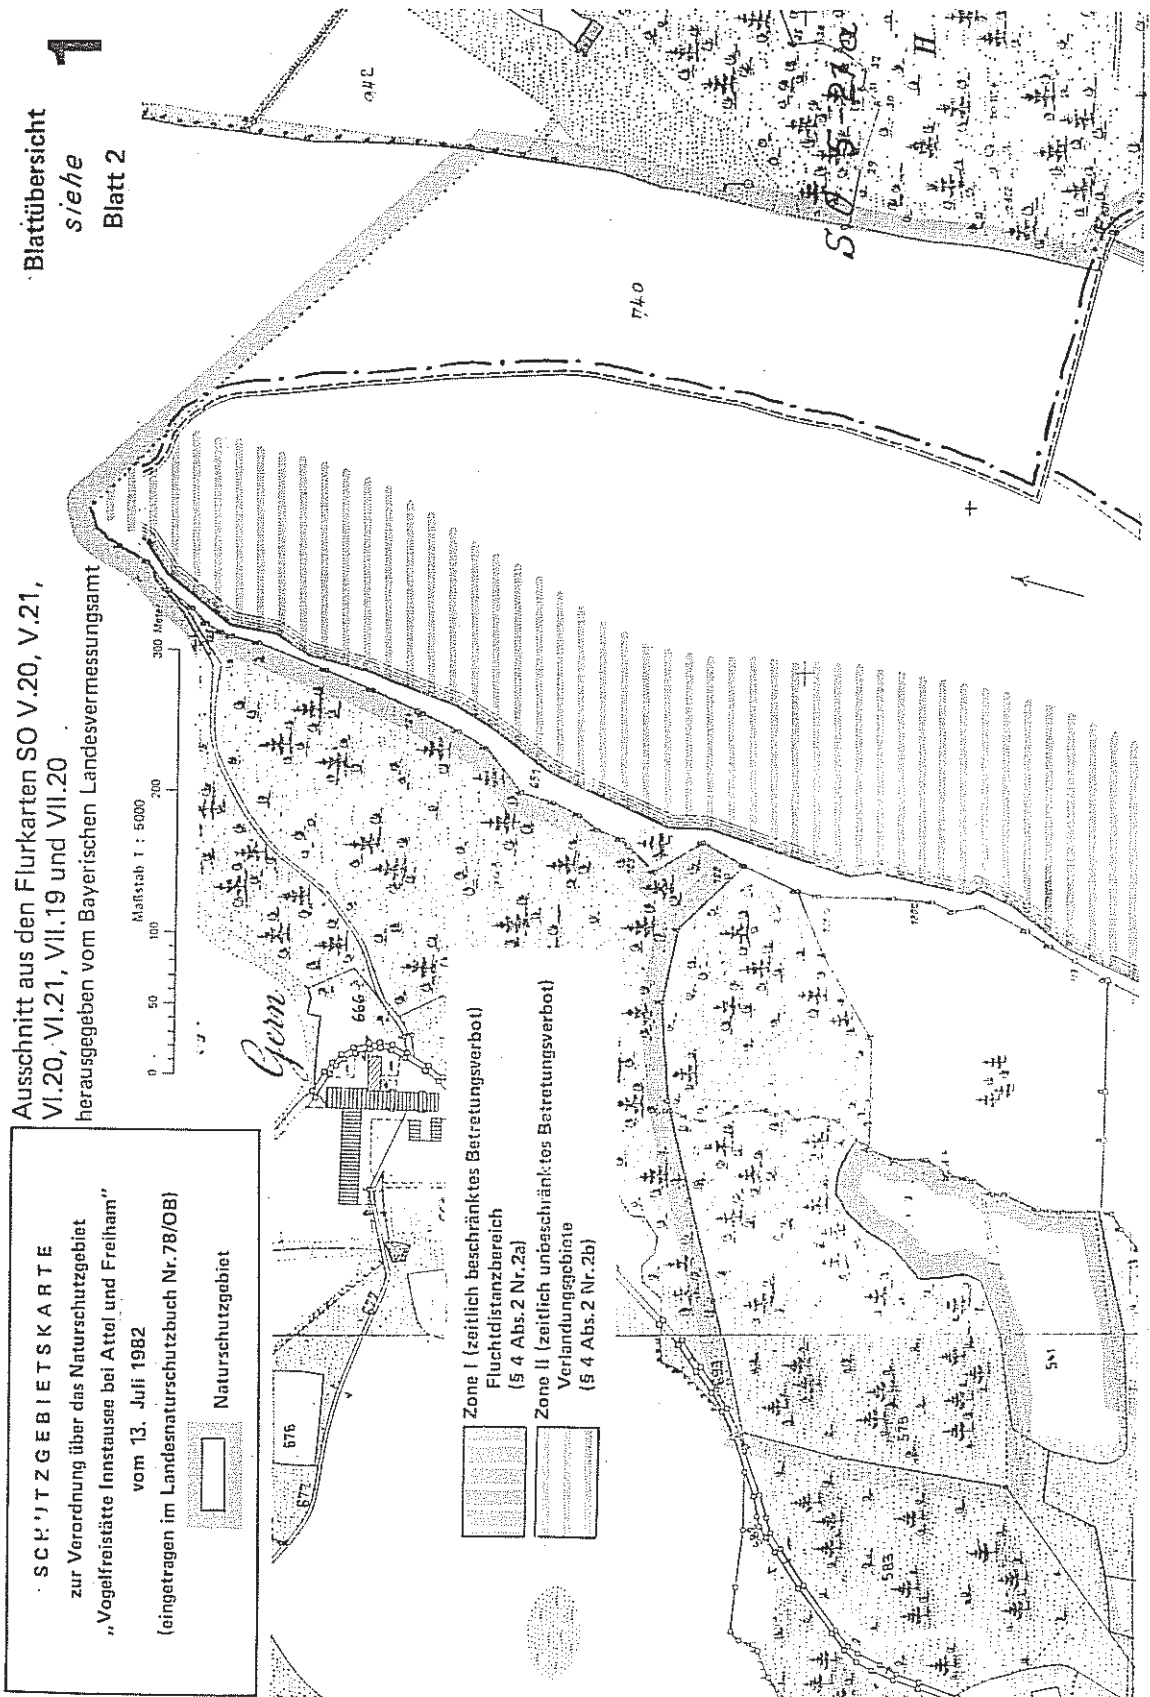 SCHUTZGEBIETSKARTE
zur Verordnung über das Naturschutzgebiet
„Vogelfreistätte Innstausee bei Attel und Freiham”
vom 13. Juli 1982
(eingetragen im Landesnaturschutzbuch Nr. 78/OB)
Naturschutzgebiet
Ausschnitt aus den Flurkarten SO V.20, V.21,
VI.20, VI.21, VII.19 und VII.20
herausgegeben vom Bayerischen Landesvermessungsamt
Maßstab 1 : 5000
0 50 100 200 300 Meter
Blattübersicht
siehe
Blatt 2
1
Zone I (zeitlich beschränktes Betretungsverbot)
Fluchtdistanzbereich
(§ 4 Abs.2 Nr.2a)
Zone II (zeitlich unbeschränktes Betretungsverbot)
Verlandungsgebiete
(§ 4 Abs.2 Nr.2b)
Gern
666
676
677
677
651
740
942
541
578
583